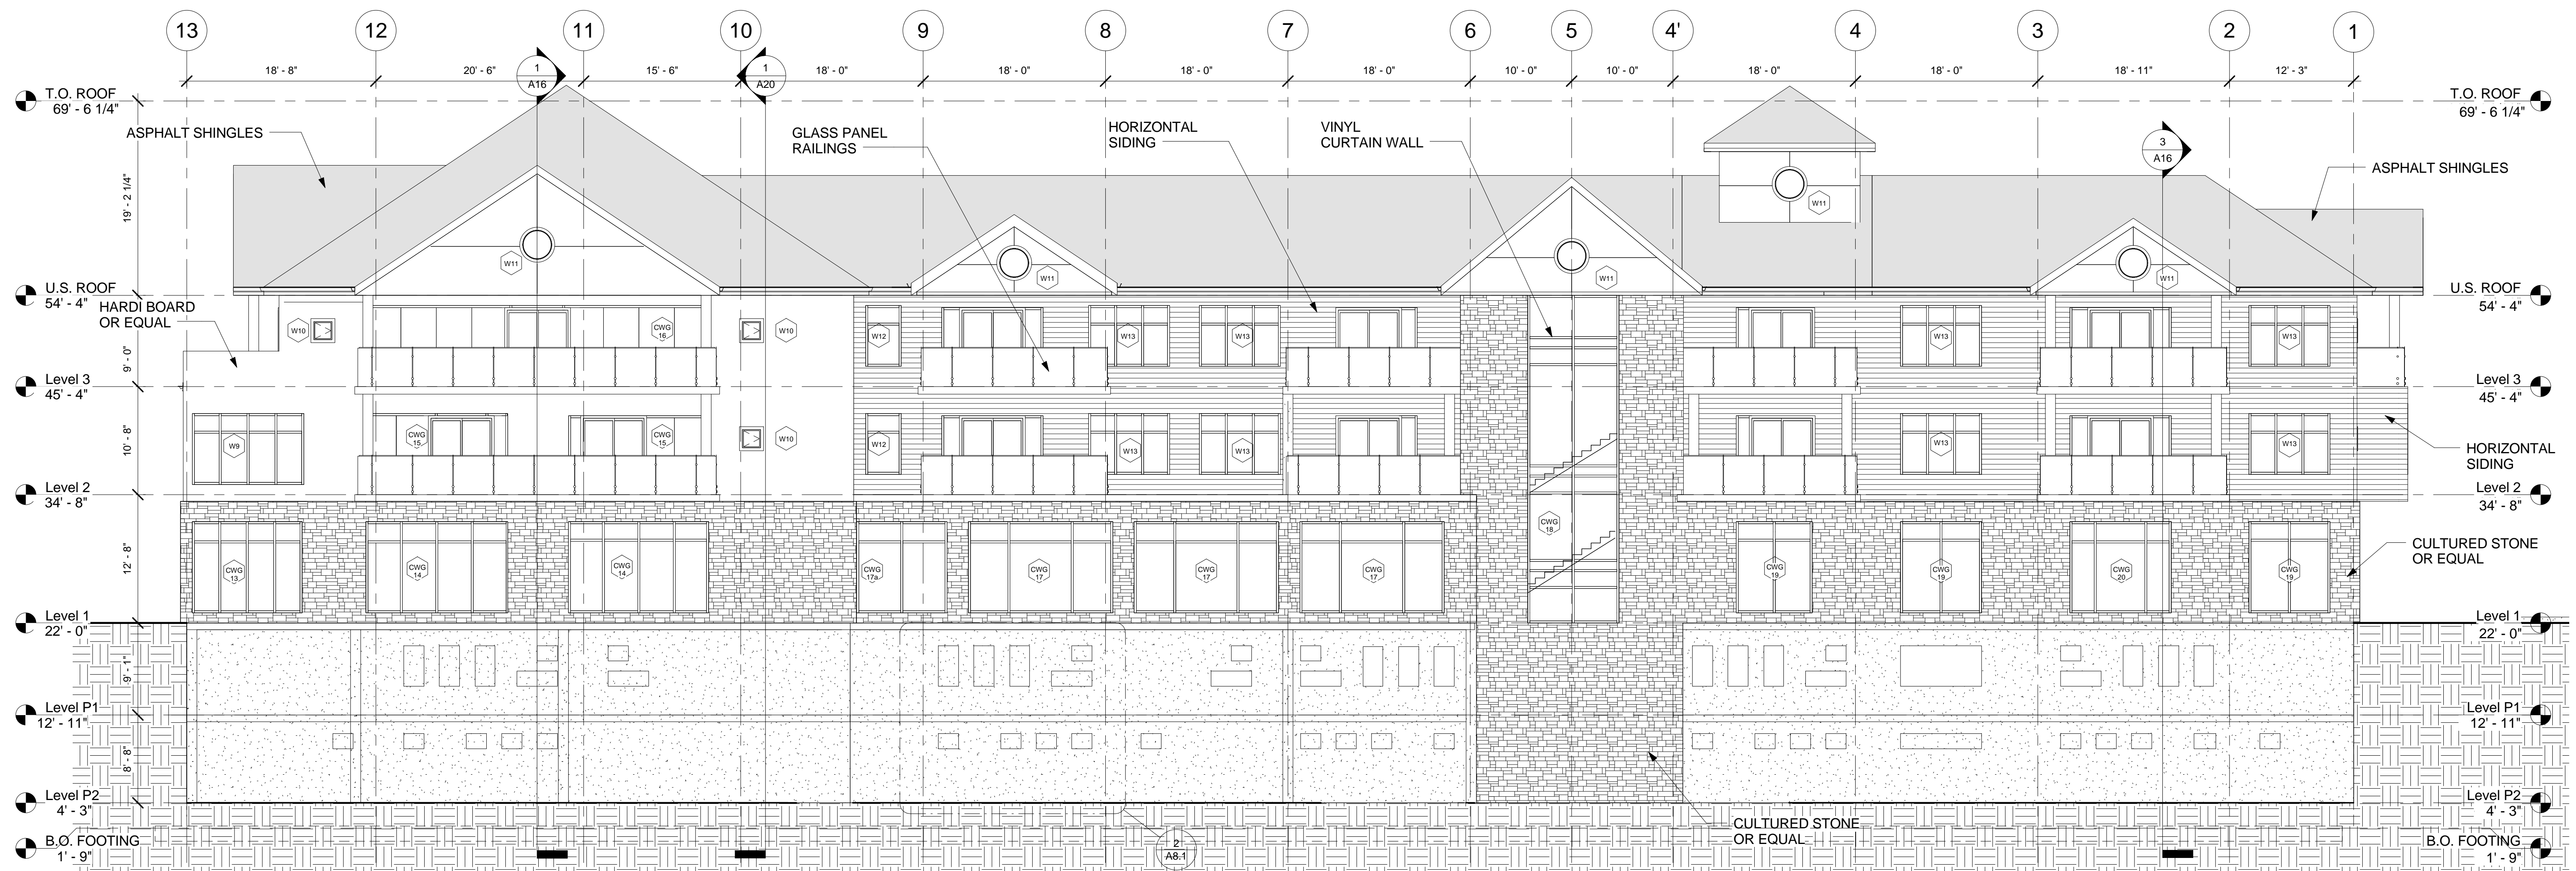 13 12 11 10 9 8 7 6 5 4' 4 3 2 1
18' - 8" 20' - 6" 15' - 6" 18' - 0" 18' - 0" 18' - 0" 18' - 0" 10' - 0" 10' - 0" 18' - 0" 18' - 0" 18' - 11" 12' - 3"
1
A16
1
A20
T.O. ROOF
69' - 6 1/4"
T.O. ROOF
69' - 6 1/4"
ASPHALT SHINGLES
GLASS PANEL
RAILINGS
HORIZONTAL
SIDING
VINYL
CURTAIN WALL
3
A16
ASPHALT SHINGLES
19' - 2 1/4"
W11
W11
W11
W11
W11
W11
U.S. ROOF
54' - 4"
U.S. ROOF
54' - 4"
HARDI BOARD
OR EQUAL
9' - 0"
W10
CWG
16
W10
W12
W13
W13
W13
W13
Level 3
45' - 4"
Level 3
45' - 4"
10' - 8"
W9
CWG
15
CWG
15
W10
W12
W13
W13
W13
W13
HORIZONTAL
SIDING
Level 2
34' - 8"
Level 2
34' - 8"
12' - 8"
CWG
13
CWG
14
CWG
14
CWG
17a
CWG
17
CWG
17
CWG
17
CWG
18
CWG
19
CWG
19
CWG
20
CWG
19
CULTURED STONE
OR EQUAL
Level 1
22' - 0"
Level 1
22' - 0"
9' - 1"
Level P1
12' - 11"
Level P1
12' - 11"
8' - 8"
Level P2
4' - 3"
Level P2
4' - 3"
CULTURED STONE
OR EQUAL
2
A8.1
B.O. FOOTING
1' - 9"
B.O. FOOTING
1' - 9"